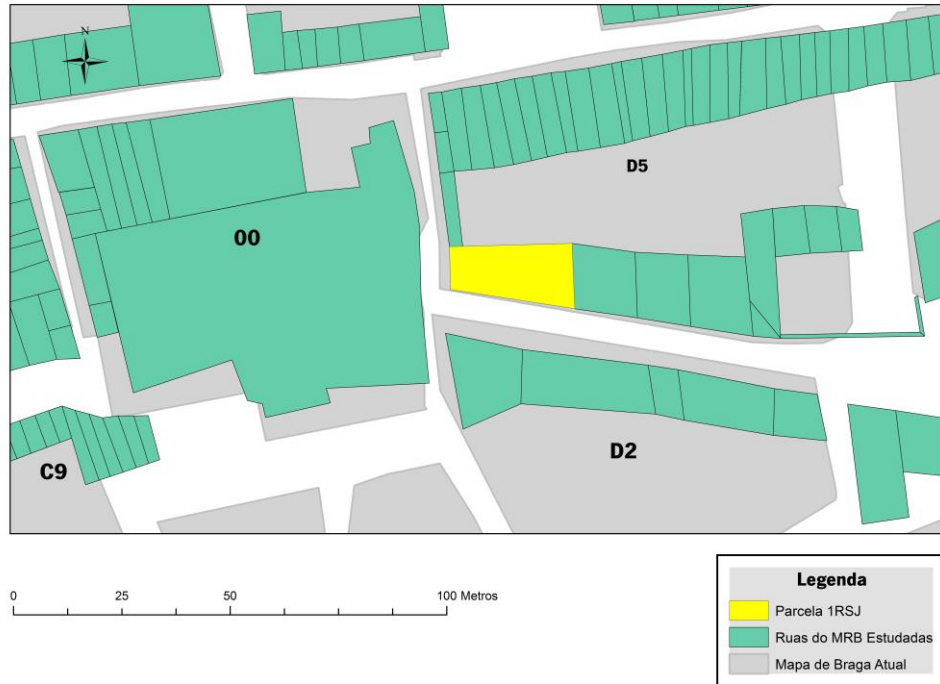 N
D5
00
D2
C9
0 25 50 100 Metros
Legenda
Parcela 1RSJ
Ruas do MRB Estudadas
Mapa de Braga Atual